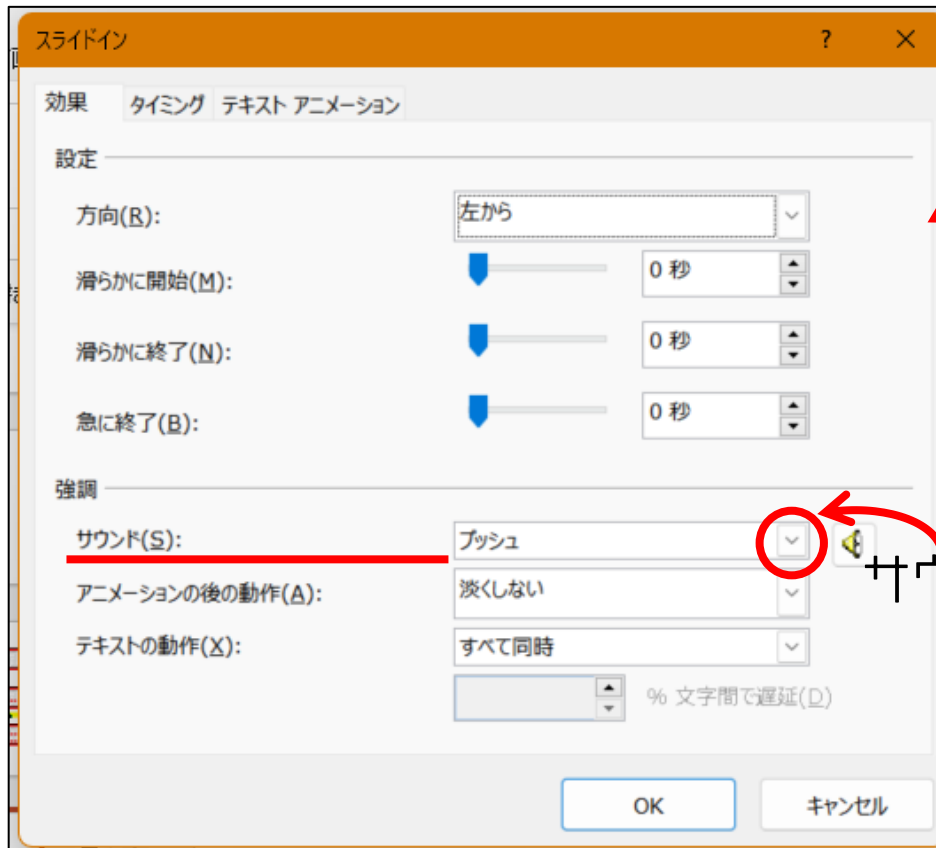 スライドイン ?
効果 タイミング テキスト アニメーション
設定
方向(R): 左から
滑らかに開始(M): 0 秒
滑らかに終了(N): 0 秒
急に終了(B): 0 秒
強調
サウンド(S): プッシュ
サ
アニメーションの後の動作(A): 淡くしない
テキストの動作(X): すべて同時
% 文字間で遅延(D)
OK キャンセル